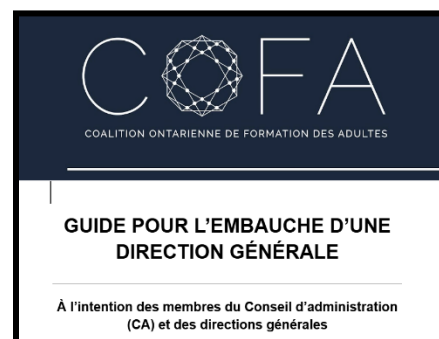 COFA
COALITION ONTARIENNE DE FORMATION DES ADULTES
GUIDE POUR L’EMBAUCHE D’UNE
DIRECTION GÉNÉRALE
À l’intention des membres du Conseil d’administration
(CA) et des directions générales